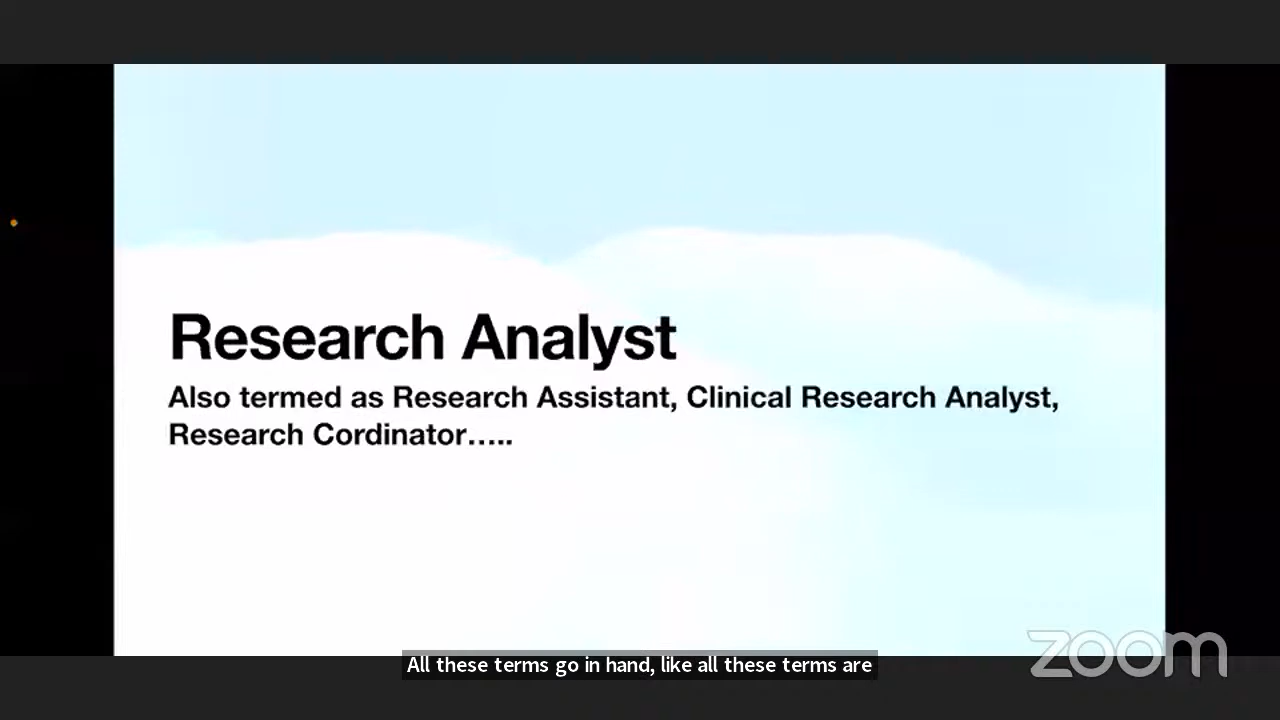 Research Analyst
Also termed as Research Assistant, Clinical Research Analyst,
Research Cordinator.....
All these terms go in hand, like all these terms are
zoom